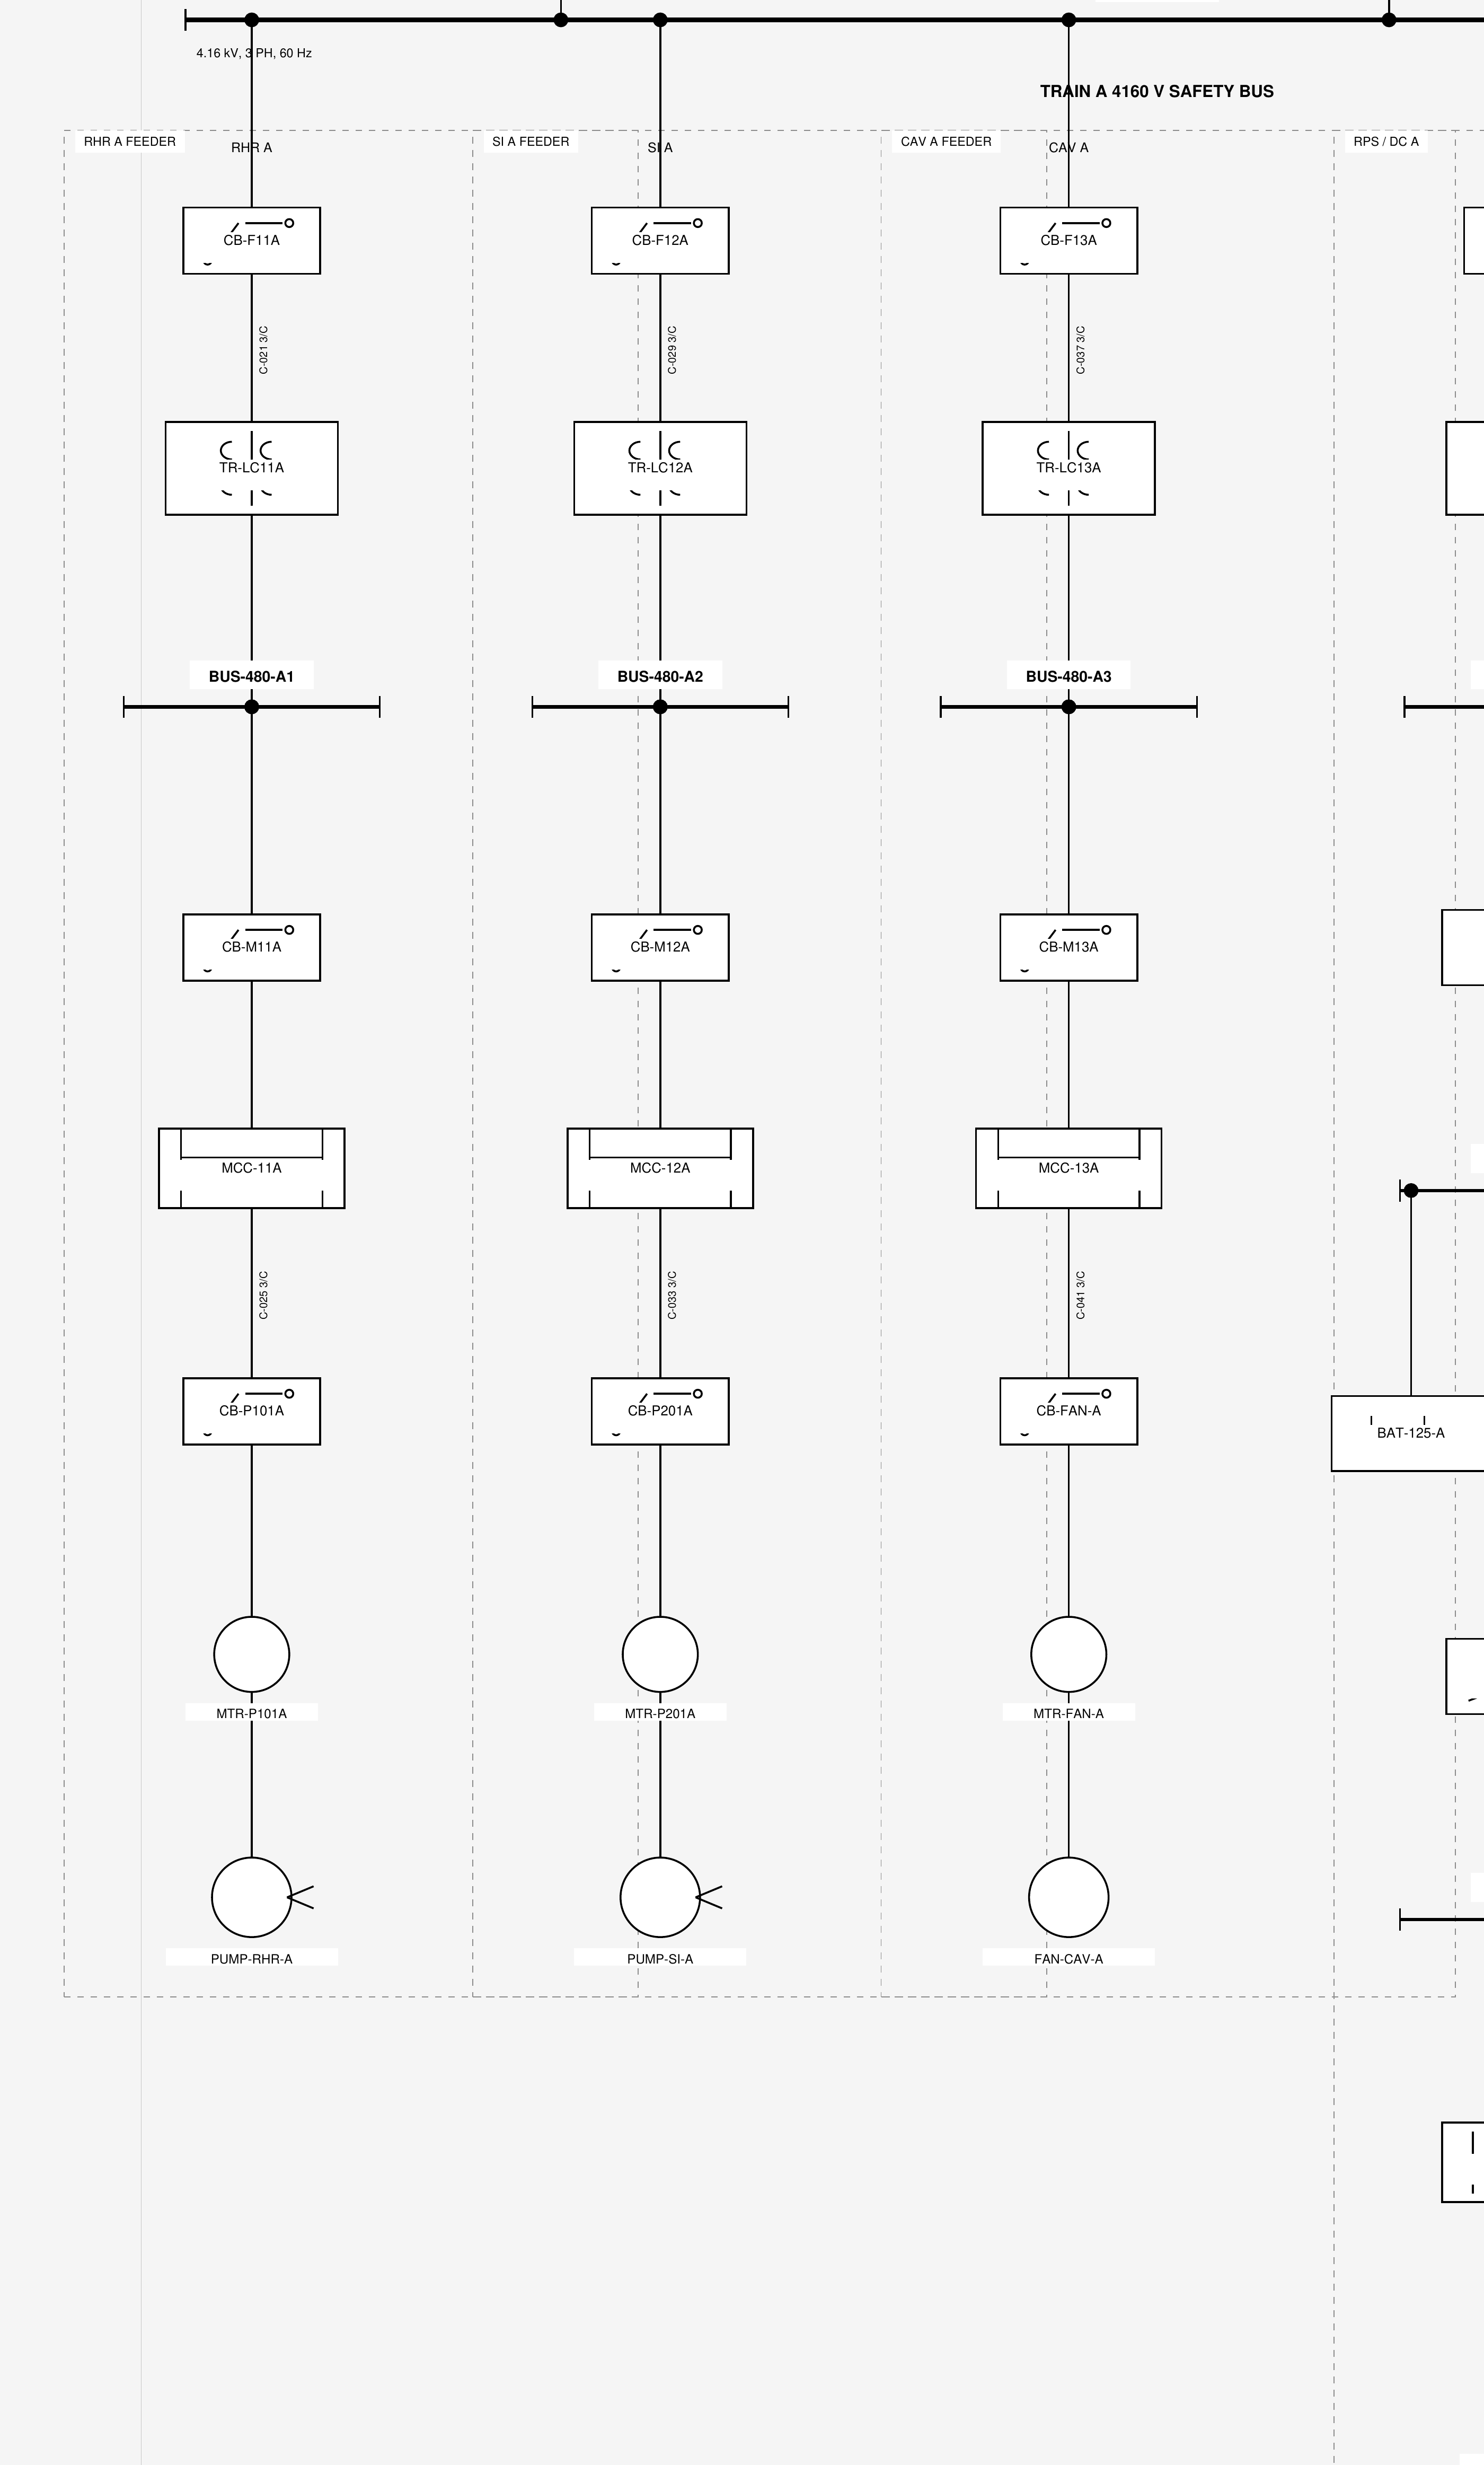 4.16 kV, 3 PH, 60 Hz
TRAIN A 4160 V SAFETY BUS
RHR A FEEDER
RHR A
SI A FEEDER
SI A
CAV A FEEDER
CAV A
RPS / DC A
CB-F11A
CB-F12A
CB-F13A
C-021 3/C
C-029 3/C
C-037 3/C
TR-LC11A
TR-LC12A
TR-LC13A
BUS-480-A1
BUS-480-A2
BUS-480-A3
CB-M11A
CB-M12A
CB-M13A
MCC-11A
MCC-12A
MCC-13A
C-025 3/C
C-033 3/C
C-041 3/C
CB-P101A
CB-P201A
CB-FAN-A
BAT-125-A
MTR-P101A
MTR-P201A
MTR-FAN-A
PUMP-RHR-A
PUMP-SI-A
FAN-CAV-A